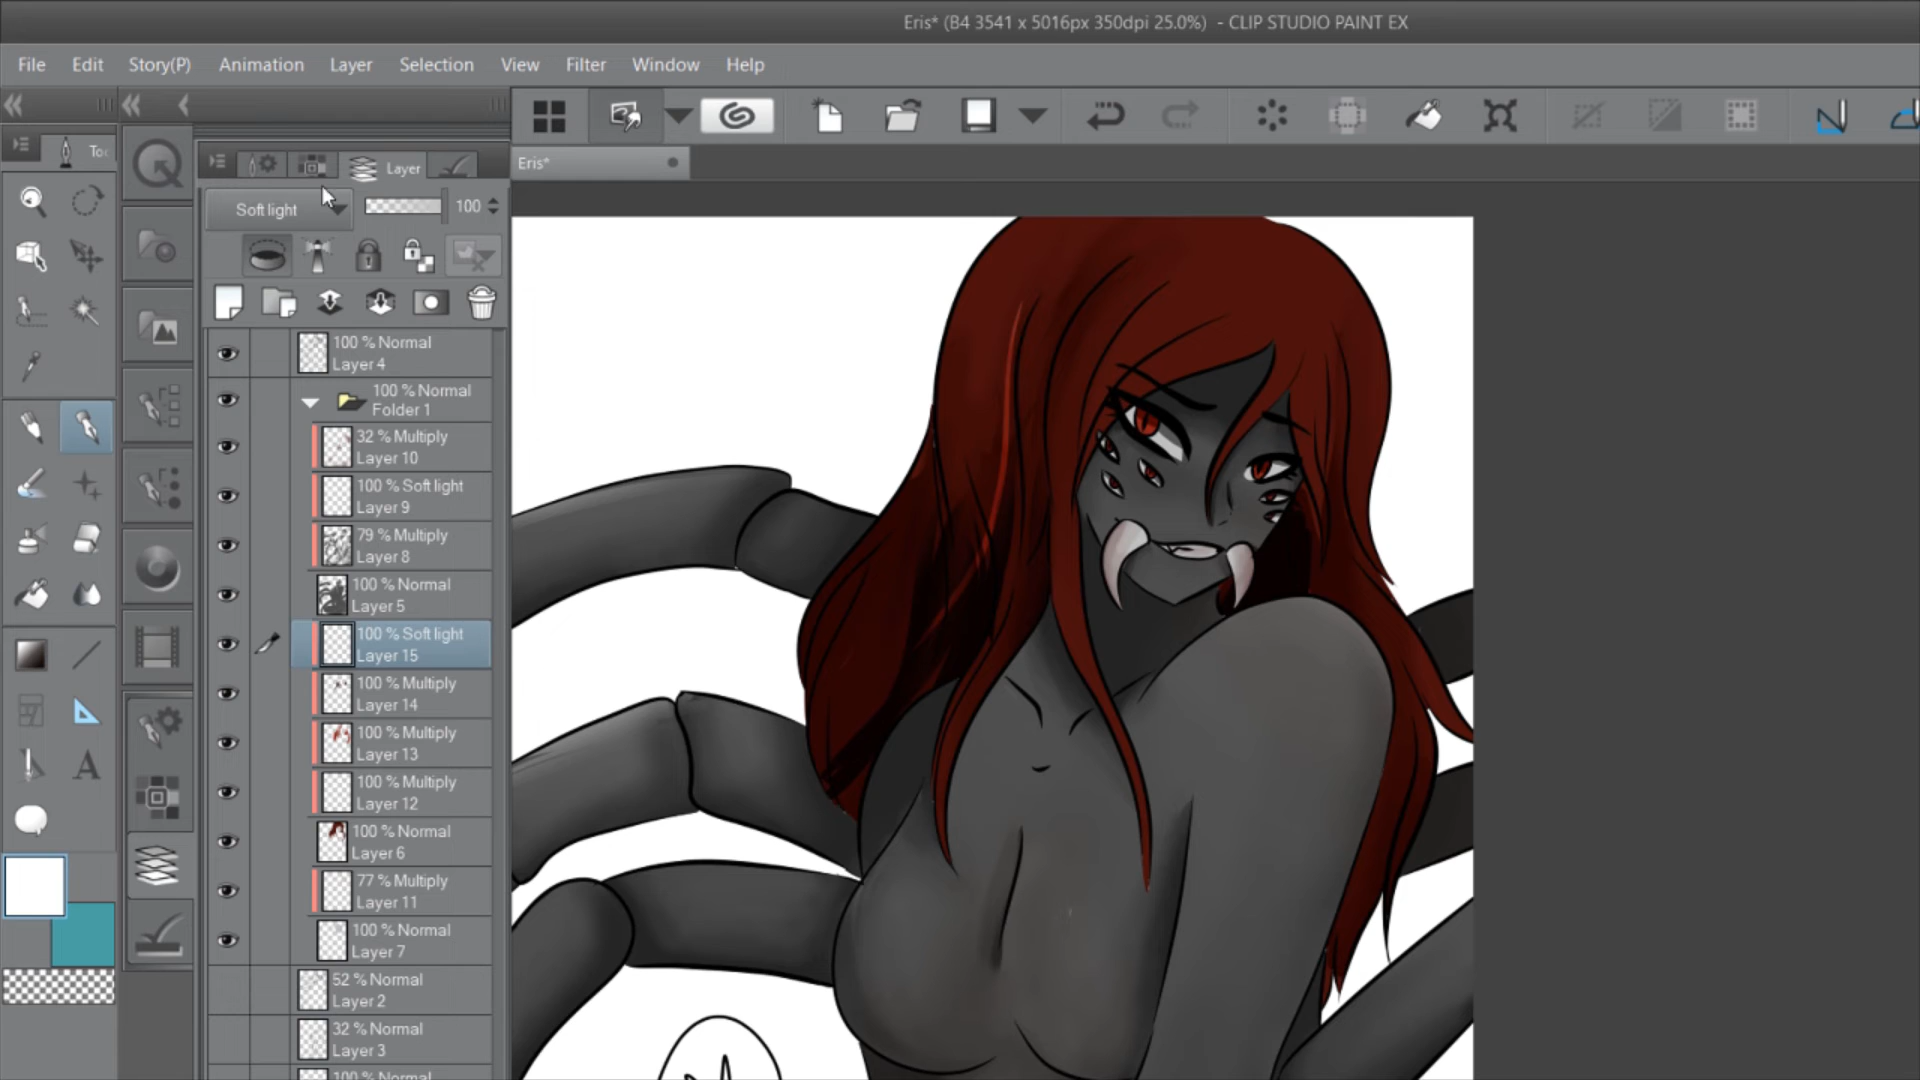 Eris* (B4 3541 x 5016px 350dpi 25.0%) - CLIP STUDIO PAINT EX
File Edit Story(P) Animation Layer Selection View Filter Window Help
Layer
Eris*
Soft light 100
100 % Normal
Layer 4
100 % Normal
Folder 1
32 % Multiply
Layer 10
100 % Soft light
Layer 9
79 % Multiply
Layer 8
100 % Normal
Layer 5
100 % Soft light
Layer 15
100 % Multiply
Layer 14
100 % Multiply
Layer 13
100 % Multiply
Layer 12
100 % Normal
Layer 6
77 % Multiply
Layer 11
100 % Normal
Layer 7
52 % Normal
Layer 2
32 % Normal
Layer 3
100 % Normal